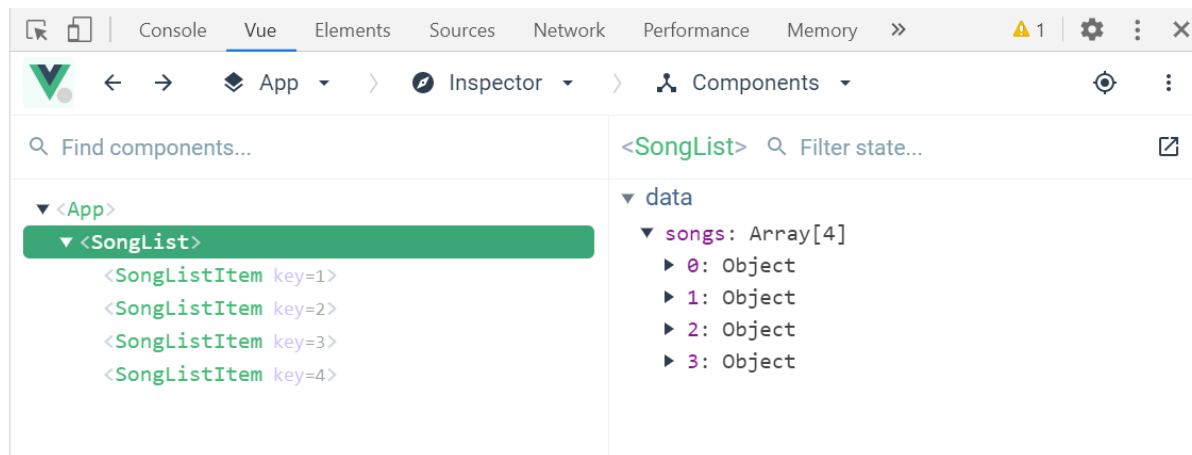 Console Vue Elements Sources Network Performance Memory » 1
App Inspector Components
Find components...
<SongList> Filter state...
<App>
<SongList>
<SongListItem key=1>
<SongListItem key=2>
<SongListItem key=3>
<SongListItem key=4>
data
songs: Array[4]
0: Object
1: Object
2: Object
3: Object